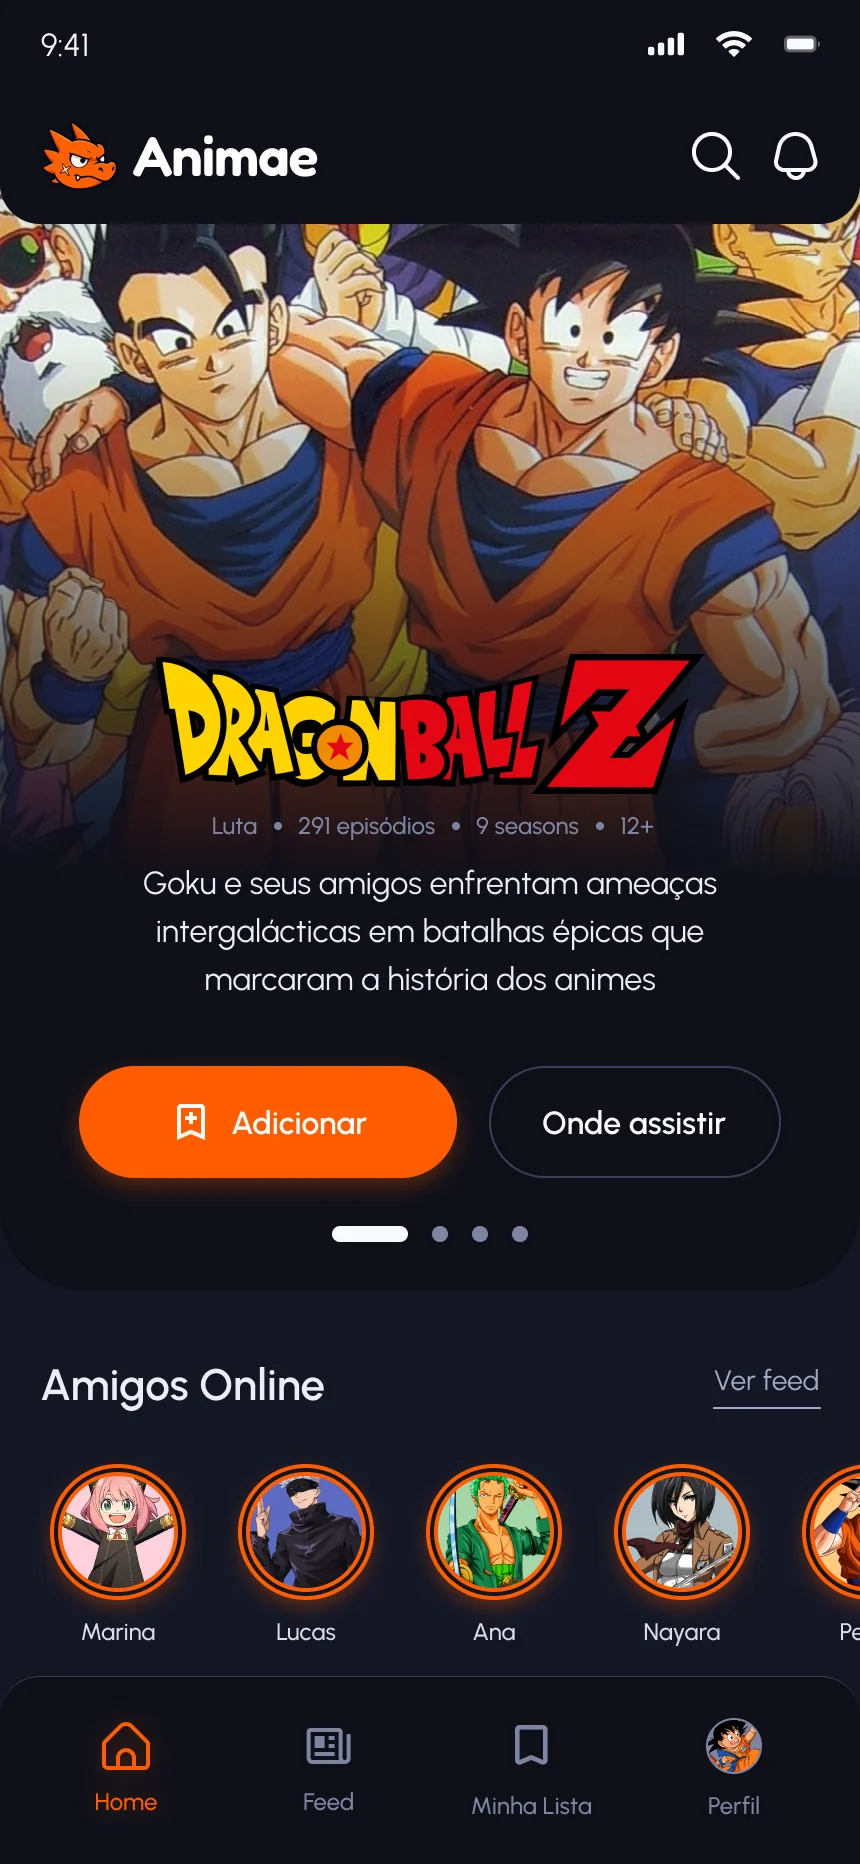 9:41
Animae
DRAGON BALL Z
Luta • 291 episódios • 9 seasons • 12+
Goku e seus amigos enfrentam ameaças
intergalácticas em batalhas épicas que
marcaram a história dos animes
Adicionar
Onde assistir
Amigos Online
Ver feed
Marina
Lucas
Ana
Nayara
Pe
Home
Feed
Minha Lista
Perfil